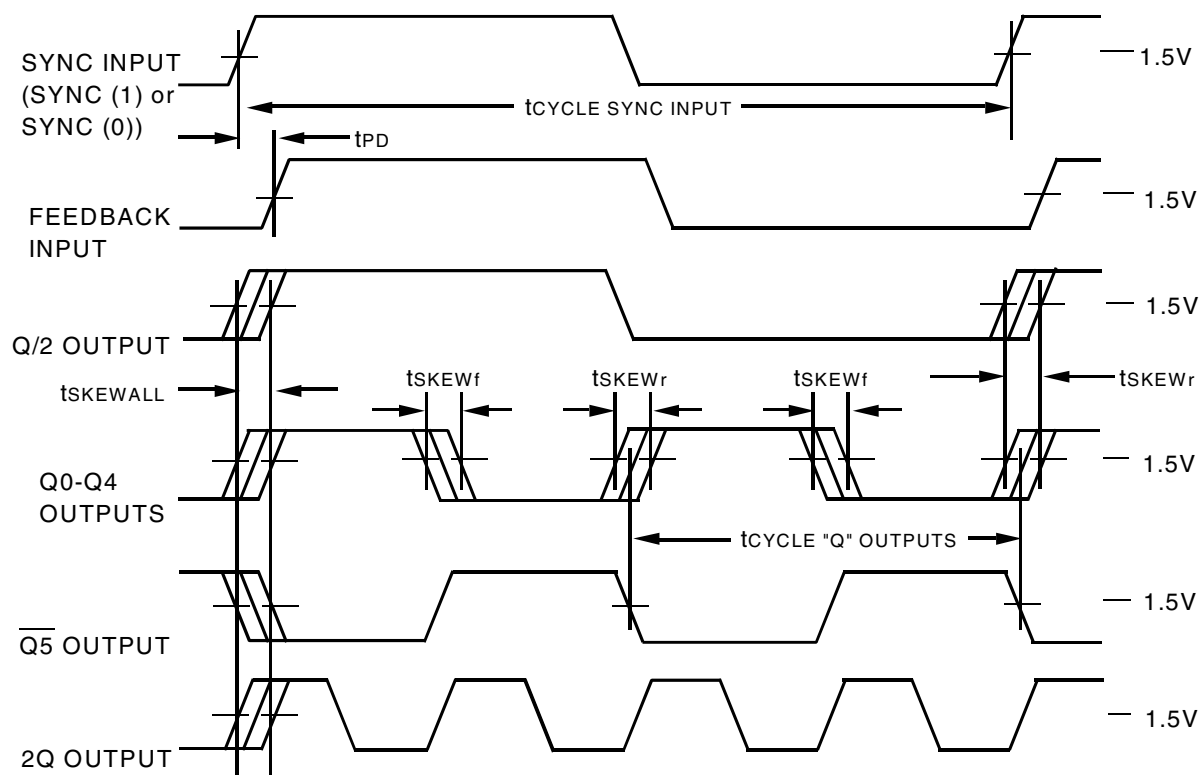 SYNC INPUT
(SYNC (1) or
SYNC (0))
1.5V
tCYCLE SYNC INPUT
tPD
FEEDBACK
INPUT
1.5V
Q/2 OUTPUT
1.5V
tSKEWALL
tSKEWf
tSKEWr
tSKEWf
tSKEWr
Q0-Q4
OUTPUTS
1.5V
tCYCLE "Q" OUTPUTS
Q5 OUTPUT
1.5V
2Q OUTPUT
1.5V